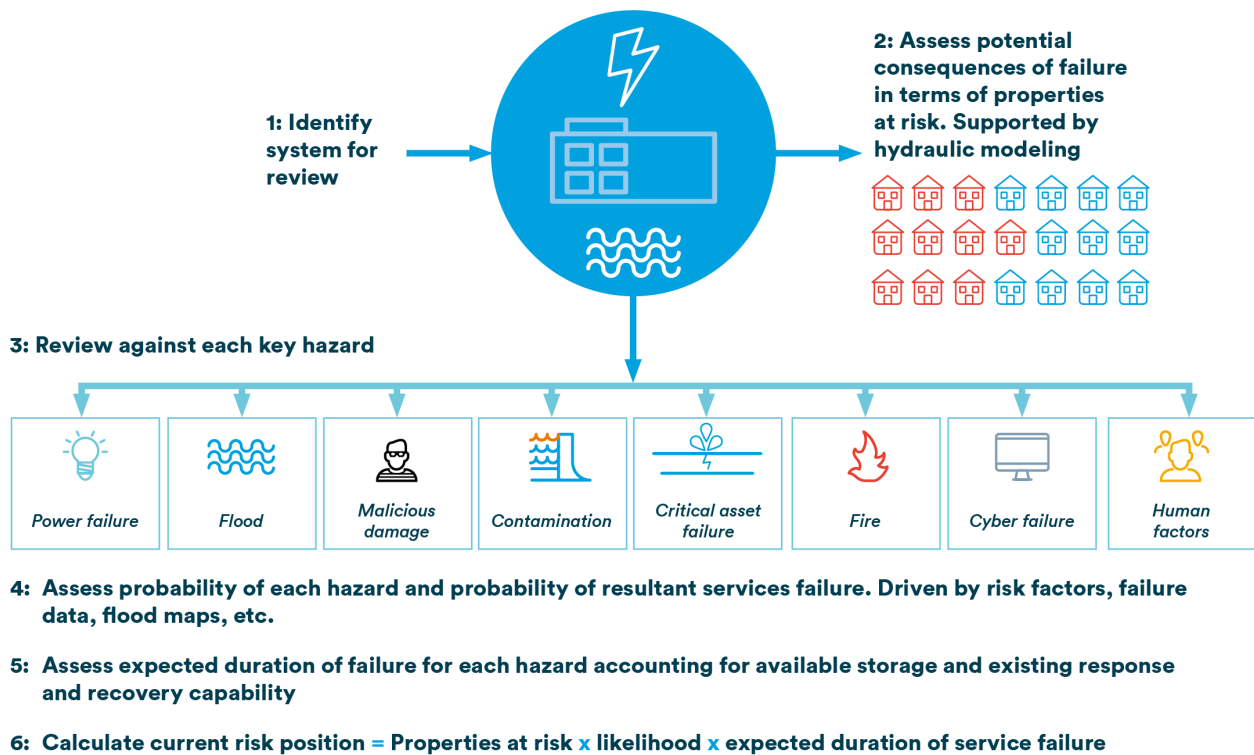 1: Identify
system for
review
2: Assess potential
consequences of failure
in terms of properties
at risk. Supported by
hydraulic modeling
3: Review against each key hazard
Power failure
Flood
Malicious
damage
Contamination
Critical asset
failure
Fire
Cyber failure
Human
factors
4: Assess probability of each hazard and probability of resultant services failure. Driven by risk factors, failure
data, flood maps, etc.
5: Assess expected duration of failure for each hazard accounting for available storage and existing response
and recovery capability
6: Calculate current risk position = Properties at risk x likelihood x expected duration of service failure